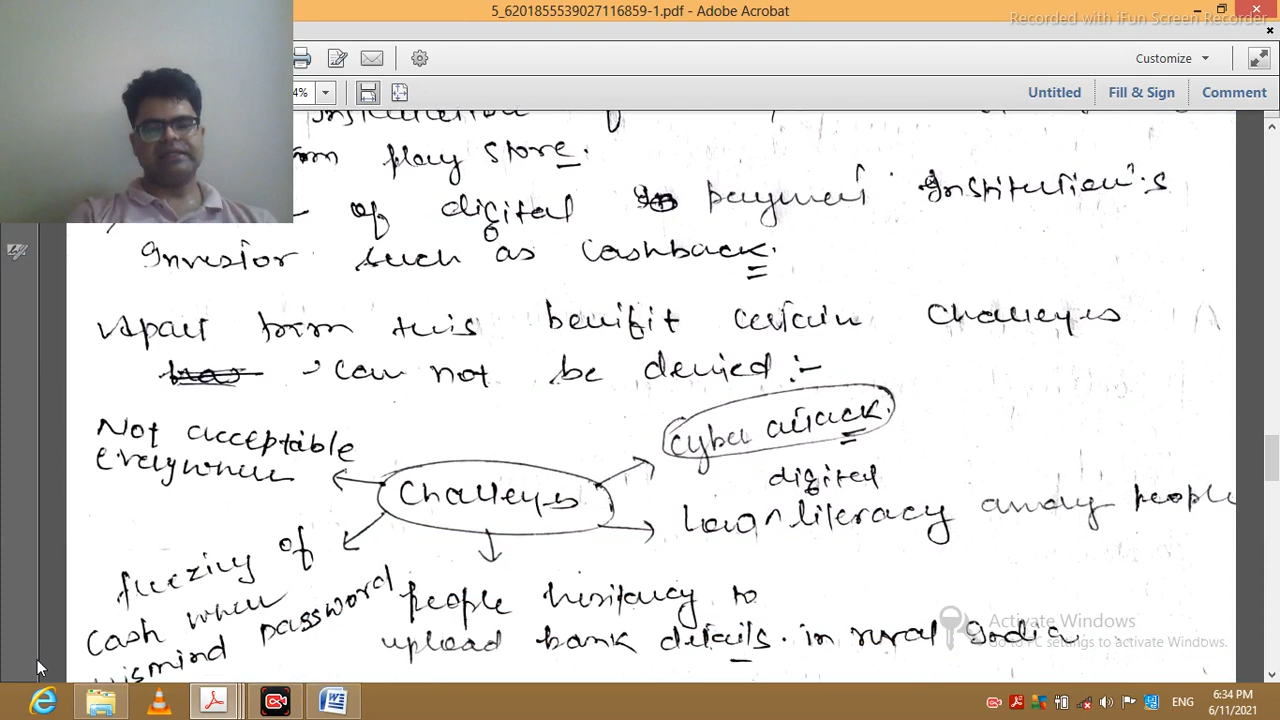 5_6201855539027116859-1.pdf - Adobe Acrobat
Recorded with iFun Screen Recorder
Customize
4%
Untitled
Fill & Sign
Comment
play store.
of digital payment Institution's
Investor such as cashback.
Apart from this benifit certain challenges
can not be denied :-
Not acceptable
Everywhere
cyber attack.
Challenges
digital
Low ^ literacy among people
freezing of
cash when
mismind password
people hesitancy to
upload bank details. in rural India
Activate Windows
Go to PC settings to activate Windows.
ENG
6:34 PM
6/11/2021